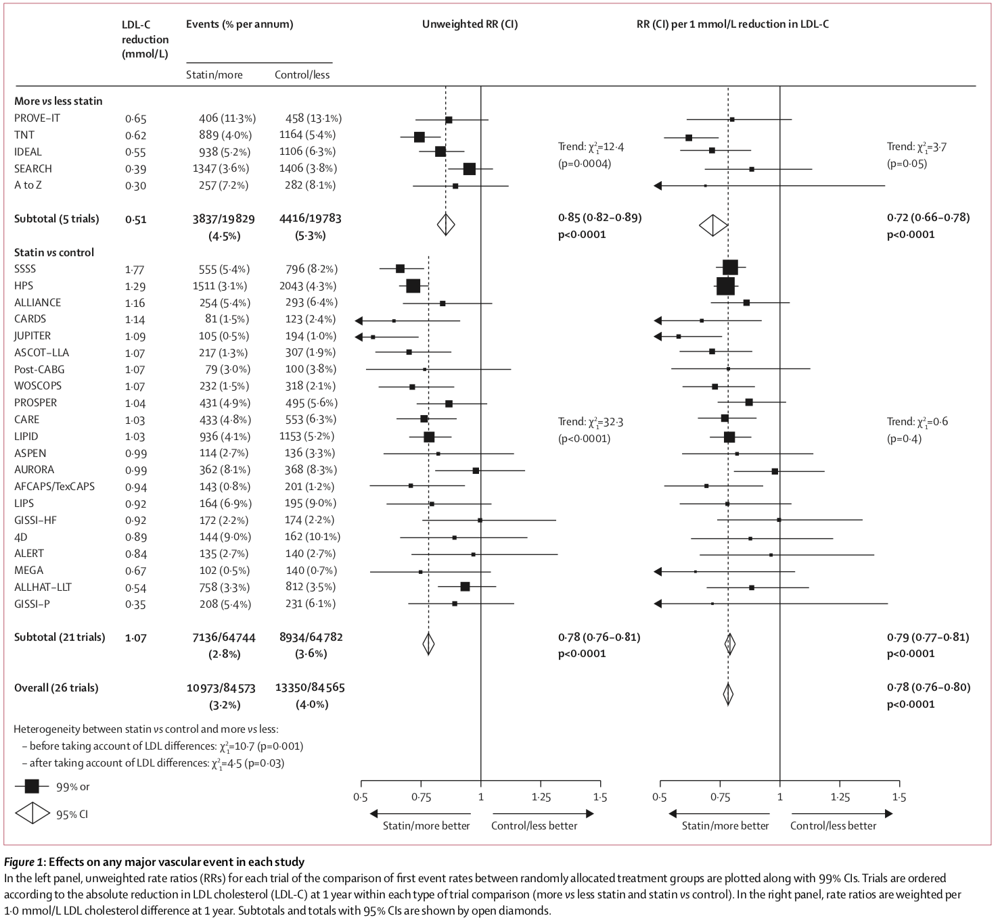 LDL-C reduction (mmol/L) Events (% per annum) Unweighted RR (CI) RR (CI) per 1 mmol/L reduction in LDL-C
Statin/more Control/less
More vs less statin
PROVE–IT 0·65 406 (11·3%) 458 (13·1%)
TNT 0·62 889 (4·0%) 1164 (5·4%)
IDEAL 0·55 938 (5·2%) 1106 (6·3%)
SEARCH 0·39 1347 (3·6%) 1406 (3·8%)
A to Z 0·30 257 (7·2%) 282 (8·1%)
Trend: χ²₁=12·4 Trend: χ²₁=3·7
(p=0·0004) (p=0·05)
Subtotal (5 trials) 0·51 3837/19829 4416/19783 0·85 (0·82–0·89) 0·72 (0·66–0·78)
(4·5%) (5·3%) p<0·0001 p<0·0001
Statin vs control
SSSS 1·77 555 (5·4%) 796 (8·2%)
HPS 1·29 1511 (3·1%) 2043 (4·3%)
ALLIANCE 1·16 254 (5·4%) 293 (6·4%)
CARDS 1·14 81 (1·5%) 123 (2·4%)
JUPITER 1·09 105 (0·5%) 194 (1·0%)
ASCOT–LLA 1·07 217 (1·3%) 307 (1·9%)
Post-CABG 1·07 79 (3·0%) 100 (3·8%)
WOSCOPS 1·07 232 (1·5%) 318 (2·1%)
PROSPER 1·04 431 (4·9%) 495 (5·6%)
CARE 1·03 433 (4·8%) 553 (6·3%) Trend: χ²₁=32·3 Trend: χ²₁=0·6
LIPID 1·03 936 (4·1%) 1153 (5·2%) (p<0·0001) (p=0·4)
ASPEN 0·99 114 (2·7%) 136 (3·3%)
AURORA 0·99 362 (8·1%) 368 (8·3%)
AFCAPS/TexCAPS 0·94 143 (0·8%) 201 (1·2%)
LIPS 0·92 164 (6·9%) 195 (9·0%)
GISSI–HF 0·92 172 (2·2%) 174 (2·2%)
4D 0·89 144 (9·0%) 162 (10·1%)
ALERT 0·84 135 (2·7%) 140 (2·7%)
MEGA 0·67 102 (0·5%) 140 (0·7%)
ALLHAT–LLT 0·54 758 (3·3%) 812 (3·5%)
GISSI–P 0·35 208 (5·4%) 231 (6·1%)
Subtotal (21 trials) 1·07 7136/64744 8934/64782 0·78 (0·76–0·81) 0·79 (0·77–0·81)
(2·8%) (3·6%) p<0·0001 p<0·0001
Overall (26 trials) 10973/84573 13350/84565 0·78 (0·76–0·80)
(3·2%) (4·0%) p<0·0001
Heterogeneity between statin vs control and more vs less:
– before taking account of LDL differences: χ²₁=10·7 (p=0·001)
– after taking account of LDL differences: χ²₁=4·5 (p=0·03)
99% or
95% CI
0·5 0·75 1 1·25 1·5 0·5 0·75 1 1·25 1·5
Statin/more better Control/less better Statin/more better Control/less better
Figure 1: Effects on any major vascular event in each study
In the left panel, unweighted rate ratios (RRs) for each trial of the comparison of first event rates between randomly allocated treatment groups are plotted along with 99% CIs. Trials are ordered
according to the absolute reduction in LDL cholesterol (LDL-C) at 1 year within each type of trial comparison (more vs less statin and statin vs control). In the right panel, rate ratios are weighted per
1·0 mmol/L LDL cholesterol difference at 1 year. Subtotals and totals with 95% CIs are shown by open diamonds.